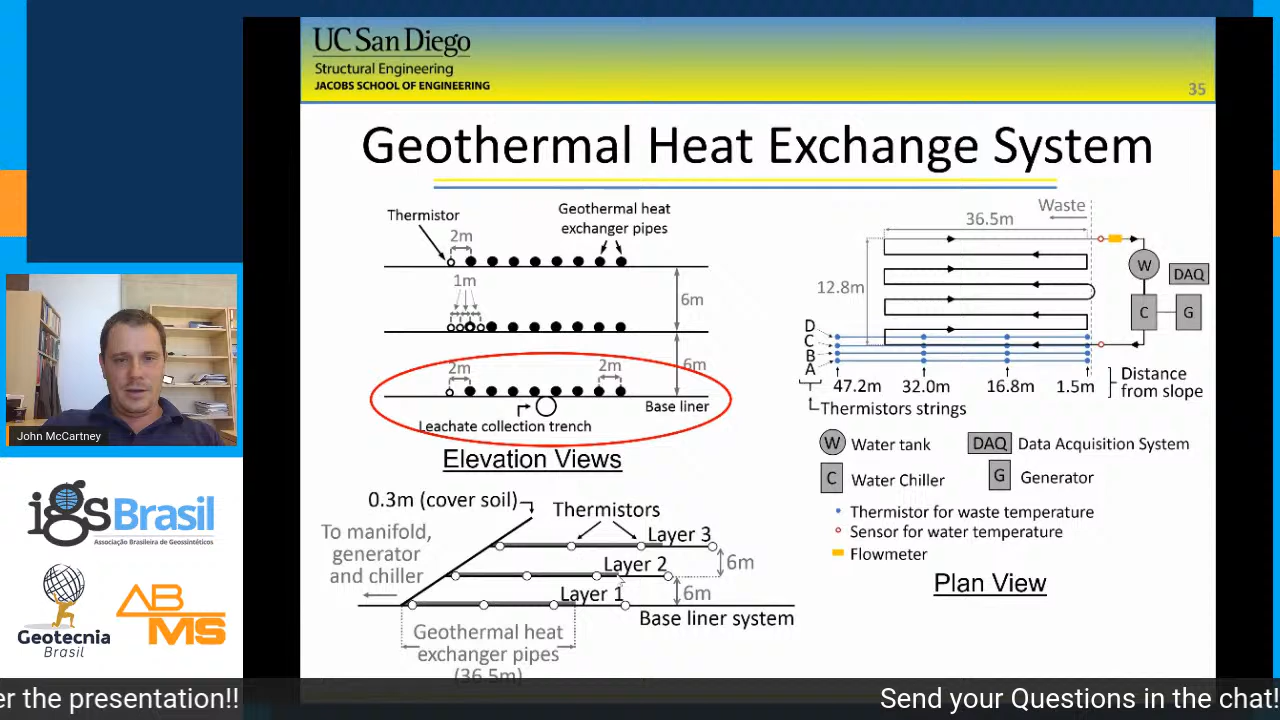 UC San Diego
Structural Engineering
JACOBS SCHOOL OF ENGINEERING
35
Geothermal Heat Exchange System
Thermistor
Geothermal heat
exchanger pipes
2m
1m
6m
6m
2m
2m
Base liner
Leachate collection trench
Elevation Views
0.3m (cover soil)
Thermistors
To manifold,
generator
and chiller
Layer 3
Layer 2
Layer 1
6m
6m
Base liner system
Geothermal heat
exchanger pipes
(36.5m)
Waste
36.5m
12.8m
W
DAQ
C
G
D
C
B
A
47.2m
32.0m
16.8m
1.5m
Distance
from slope
Thermistors strings
W
Water tank
DAQ
Data Acquisition System
C
Water Chiller
G
Generator
Thermistor for waste temperature
Sensor for water temperature
Flowmeter
Plan View
John McCartney
igs Brasil
Associação Brasileira de Geossintéticos
Geotecnia
Brasil
AB
MS
er the presentation!!
Send your Questions in the chat!